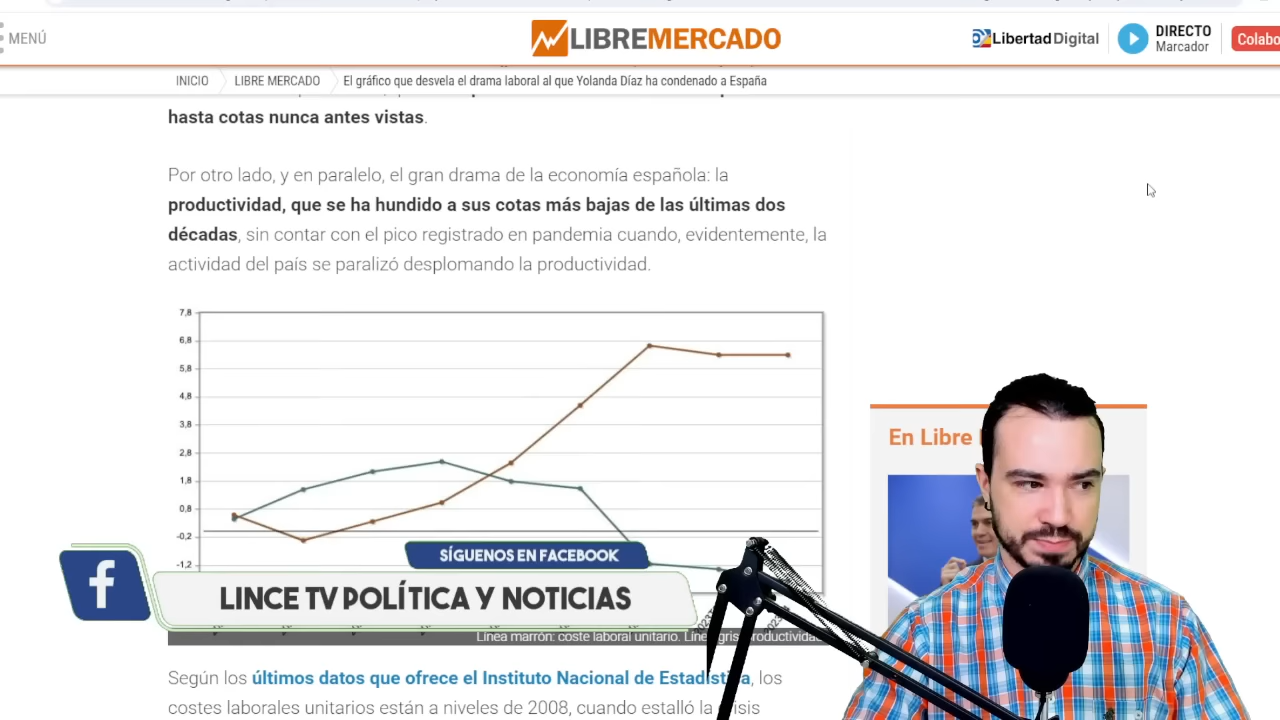 MENÚ
LIBREMERCADO
LibertadDigital
DIRECTO
Marcador
Colabo
INICIO
LIBRE MERCADO
El gráfico que desvela el drama laboral al que Yolanda Díaz ha condenado a España
hasta cotas nunca antes vistas.
Por otro lado, y en paralelo, el gran drama de la economía española: la
productividad, que se ha hundido a sus cotas más bajas de las últimas dos
décadas, sin contar con el pico registrado en pandemia cuando, evidentemente, la
actividad del país se paralizó desplomando la productividad.
7,8
6,8
5,8
4,8
3,8
2,8
1,8
0,8
-0,2
-1,2
En Libre
SÍGUENOS EN FACEBOOK
f
LINCE TV POLÍTICA Y NOTICIAS
Línea marrón: coste laboral unitario. Línea gris: productividad
Según los últimos datos que ofrece el Instituto Nacional de Estadística, los
costes laborales unitarios están a niveles de 2008, cuando estalló la crisis